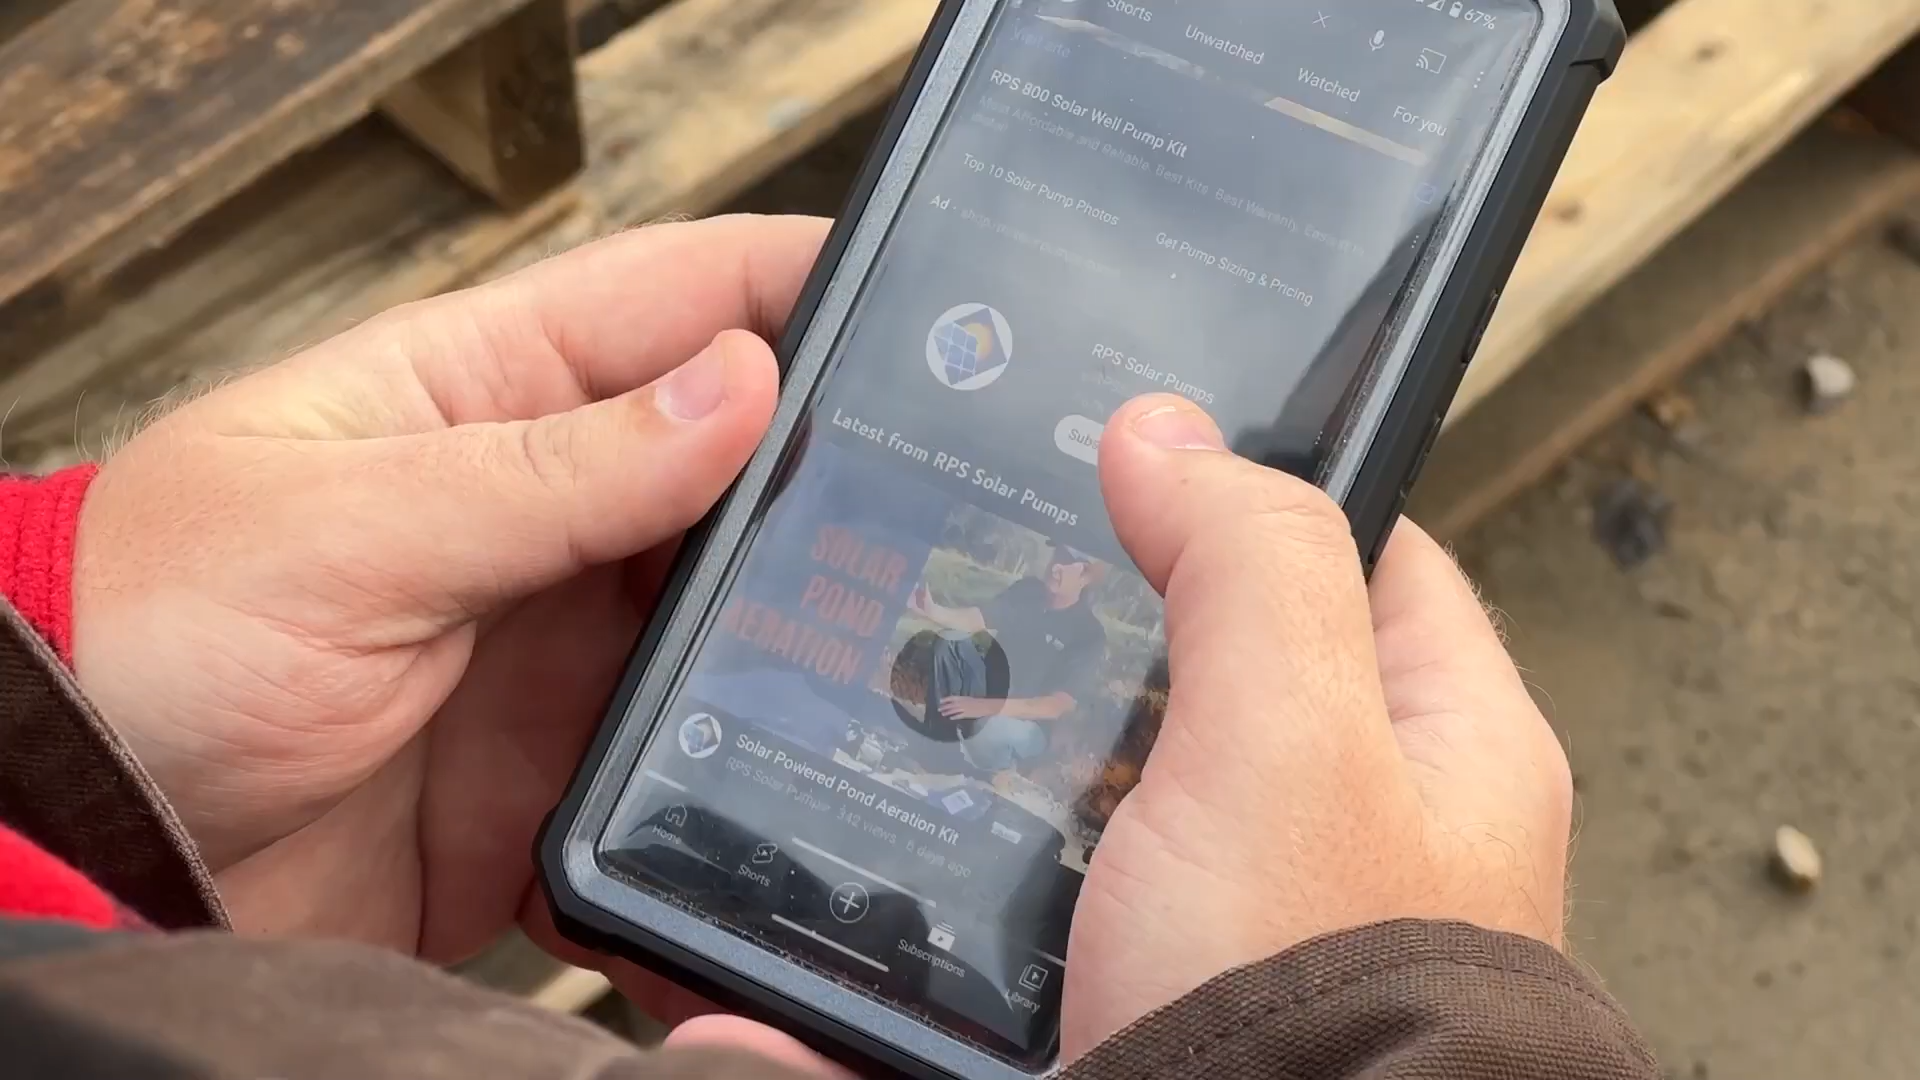 67%
Shorts
Unwatched
Watched
For you
Visit site
RPS 800 Solar Well Pump Kit
Most Affordable and Reliable. Best Kits. Best Warranty.
Top 10 Solar Pump Photos
Get Pump Sizing & Pricing
Ad
RPS Solar Pumps
Subs
Latest from RPS Solar Pumps
SOLAR
POND
AERATION
Solar Powered Pond Aeration Kit
RPS Solar Pumps 342 views 6 days ago
Home
Shorts
Subscriptions
Library